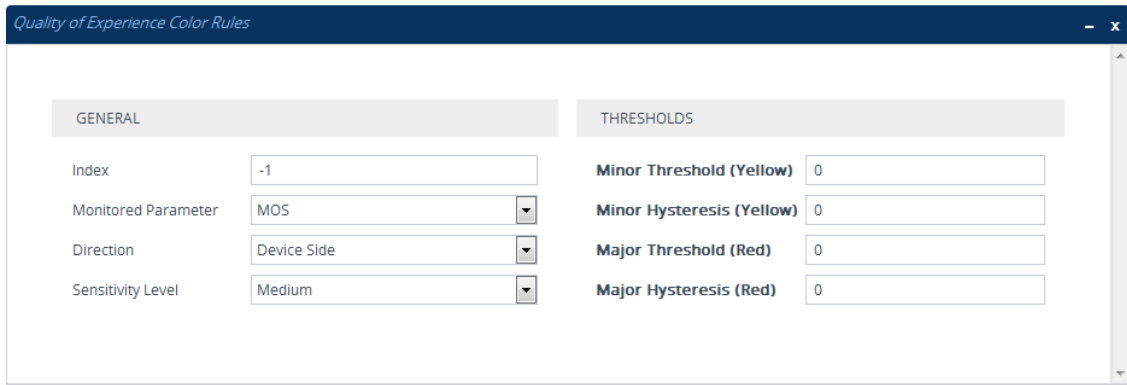 Quality of Experience Color Rules
– x
GENERAL
Index -1
Monitored Parameter MOS
Direction Device Side
Sensitivity Level Medium
THRESHOLDS
Minor Threshold (Yellow) 0
Minor Hysteresis (Yellow) 0
Major Threshold (Red) 0
Major Hysteresis (Red) 0